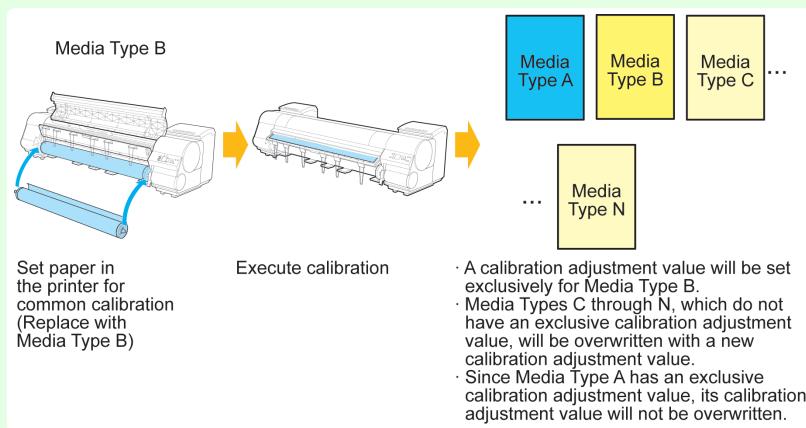 Media Type B
Media
Type A
Media
Type B
Media
Type C
...
...
Media
Type N
Set paper in
the printer for
common calibration
(Replace with
Media Type B)
Execute calibration
· A calibration adjustment value will be set
exclusively for Media Type B.
· Media Types C through N, which do not
have an exclusive calibration adjustment
value, will be overwritten with a new
calibration adjustment value.
· Since Media Type A has an exclusive
calibration adjustment value, its calibration
adjustment value will not be overwritten.